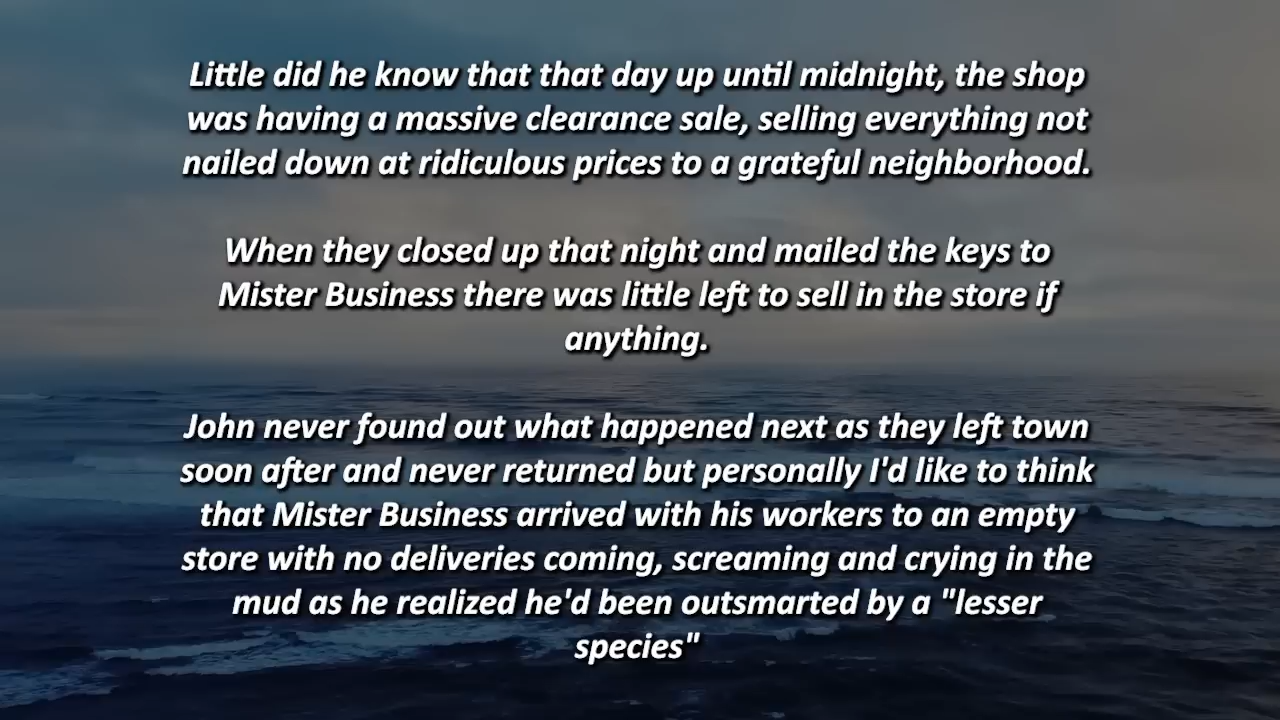 Little did he know that that day up until midnight, the shop
was having a massive clearance sale, selling everything not
nailed down at ridiculous prices to a grateful neighborhood.
When they closed up that night and mailed the keys to
Mister Business there was little left to sell in the store if
anything.
John never found out what happened next as they left town
soon after and never returned but personally I'd like to think
that Mister Business arrived with his workers to an empty
store with no deliveries coming, screaming and crying in the
mud as he realized he'd been outsmarted by a "lesser
species"